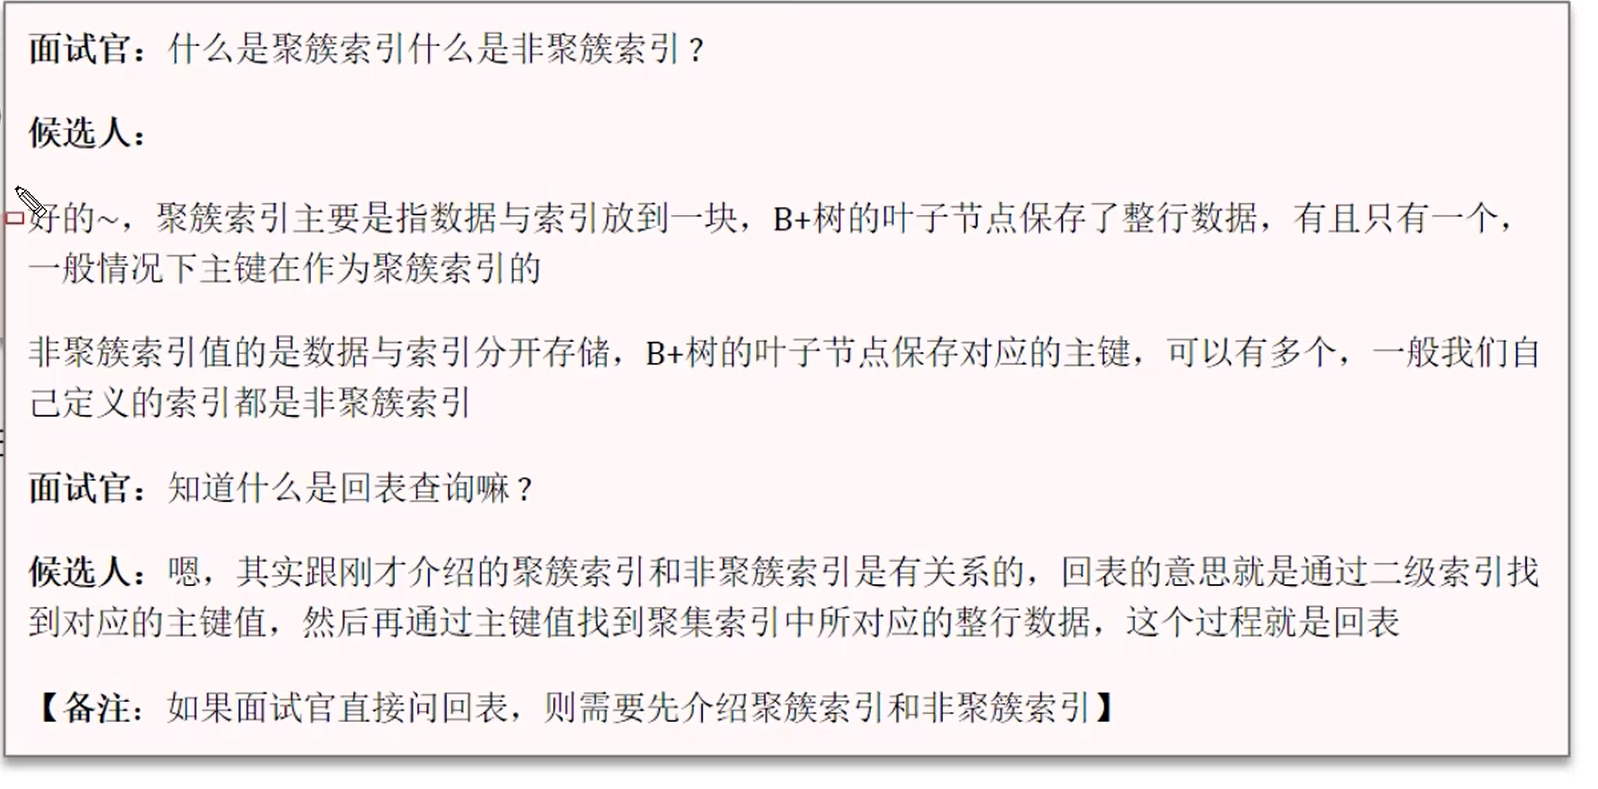 面试官：什么是聚簇索引什么是非聚簇索引？
候选人：
好的~，聚簇索引主要是指数据与索引放到一块，B+树的叶子节点保存了整行数据，有且只有一个，
一般情况下主键在作为聚簇索引的
非聚簇索引值的是数据与索引分开存储，B+树的叶子节点保存对应的主键，可以有多个，一般我们自
己定义的索引都是非聚簇索引
面试官：知道什么是回表查询嘛？
候选人：嗯，其实跟刚才介绍的聚簇索引和非聚簇索引是有关系的，回表的意思就是通过二级索引找
到对应的主键值，然后再通过主键值找到聚集索引中所对应的整行数据，这个过程就是回表
【备注：如果面试官直接问回表，则需要先介绍聚簇索引和非聚簇索引】